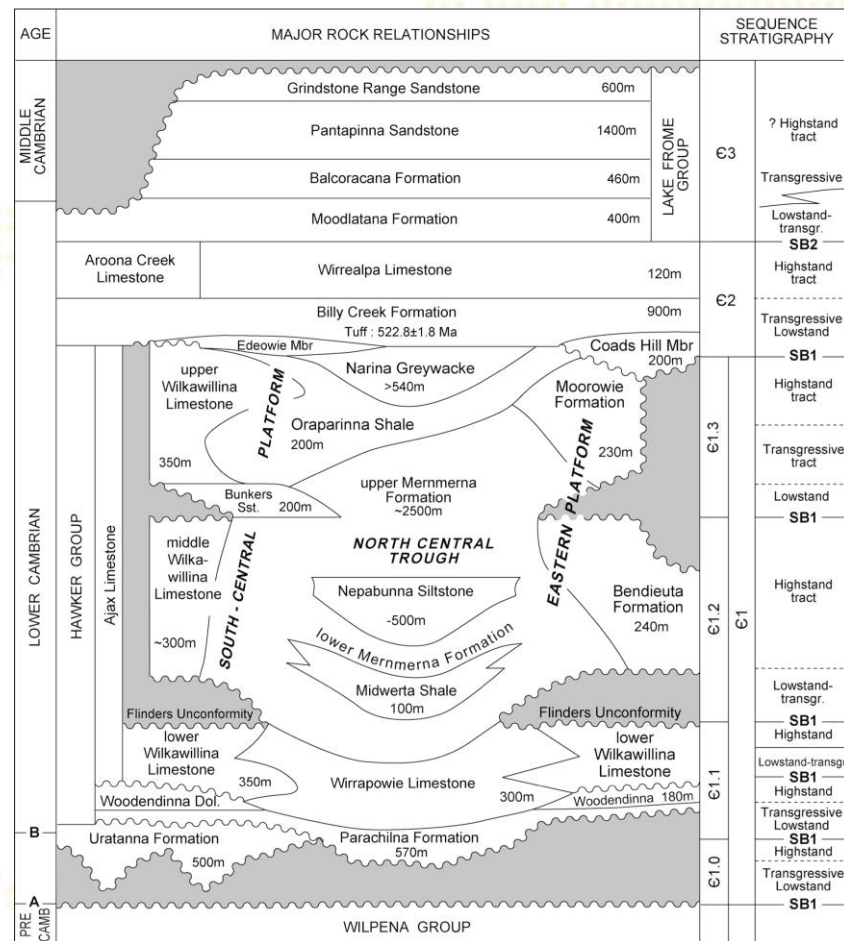 AGE
MAJOR ROCK RELATIONSHIPS
SEQUENCE
STRATIGRAPHY
MIDDLE
CAMBRIAN
Grindstone Range Sandstone
600m
Pantapinna Sandstone
1400m
Balcoracana Formation
460m
Moodlatana Formation
400m
LAKE FROME
GROUP
Є3
? Highstand
tract
Transgressive
Lowstand-
transgr.
SB2
LOWER CAMBRIAN
Aroona Creek
Limestone
Wirrealpa Limestone
120m
Billy Creek Formation
900m
Tuff : 522.8±1.8 Ma
Є2
Highstand
tract
Transgressive
Lowstand
SB1
HAWKER GROUP
Ajax Limestone
Edeowie Mbr
Coads Hill Mbr
200m
upper
Wilkawillina
Limestone
350m
PLATFORM
Narina Greywacke
>540m
Oraparinna Shale
200m
Moorowie
Formation
230m
Bunkers
Sst.
200m
upper Mernmerna
Formation
~2500m
EASTERN PLATFORM
Є1.3
Highstand
tract
Transgressive
tract
Lowstand
SB1
middle
Wilka-
willina
Limestone
~300m
SOUTH - CENTRAL
NORTH CENTRAL
TROUGH
Nepabunna Siltstone
-500m
lower Mernmerna Formation
Midwerta Shale
100m
Bendieuta
Formation
240m
Є1.2
Є1
Highstand
tract
Lowstand-
transgr.
SB1
Flinders Unconformity
Flinders Unconformity
lower
Wilkawillina
Limestone
350m
Wirrapowie Limestone
300m
lower
Wilkawillina
Limestone
Woodendinna Dol.
Woodendinna 180m
Є1.1
Highstand
Lowstand-transgr
SB1
Highstand
Transgressive
Lowstand
SB1
B
Uratanna Formation
500m
Parachilna Formation
570m
Є1.0
Highstand
Transgressive
Lowstand
SB1
A
PRE
CAMB
WILPENA GROUP